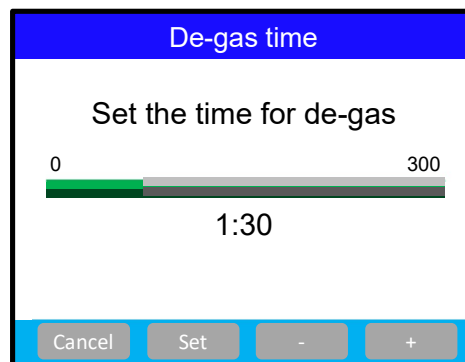 De-gas time
Set the time for de-gas
0 300
1:30
Cancel Set - +